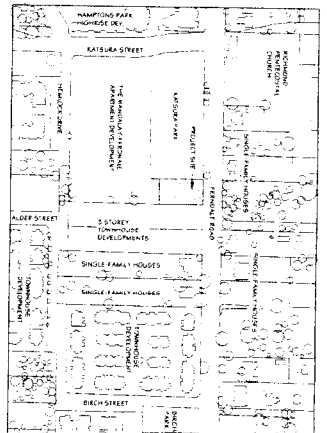 HAMPTONS PARK
HIGHRISE DEV.
KATSURA STREET
RICHMOND
PENTECOSTAL
CHURCH
HEMLOCK DRIVE
THE MANDALAY/FERONAE
APARTMENT DEVELOPMENT
KATSURA PARK
PROJECT SITE
SINGLE-FAMILY HOUSES
FERNDALE ROAD
ALDER STREET
3 STOREY
TOWNHOUSE
DEVELOPMENTS
SINGLE-FAMILY HOUSES
SINGLE-FAMILY HOUSES
SINGLE-FAMILY HOUSES
TOWNHOUSE
DEVELOPMENT
TOWNHOUSE
DEVELOPMENT
BIRCH STREET
BIRCH
PARK